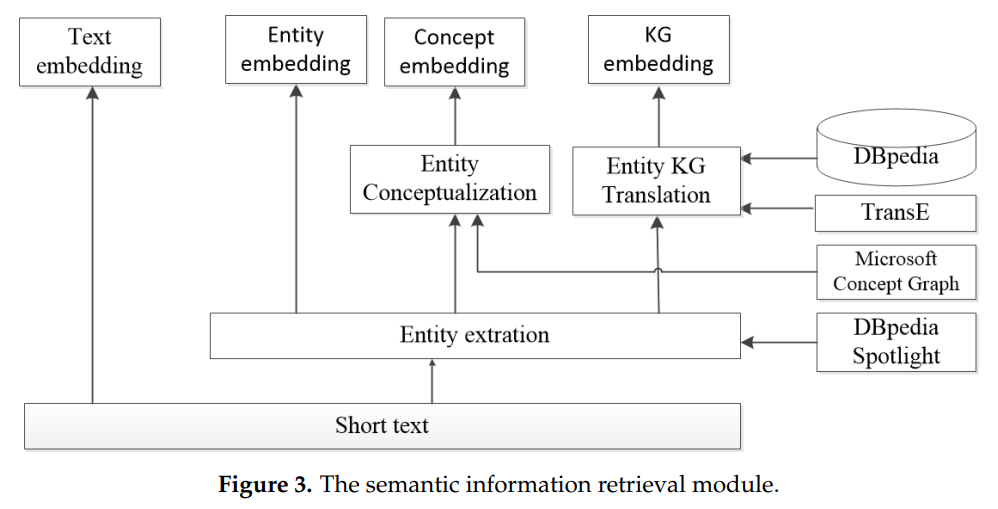 Text
embedding
Entity
embedding
Concept
embedding
KG
embedding
Entity
Conceptualization
Entity KG
Translation
DBpedia
TransE
Microsoft
Concept Graph
Entity extration
DBpedia
Spotlight
Short text
Figure 3. The semantic information retrieval module.